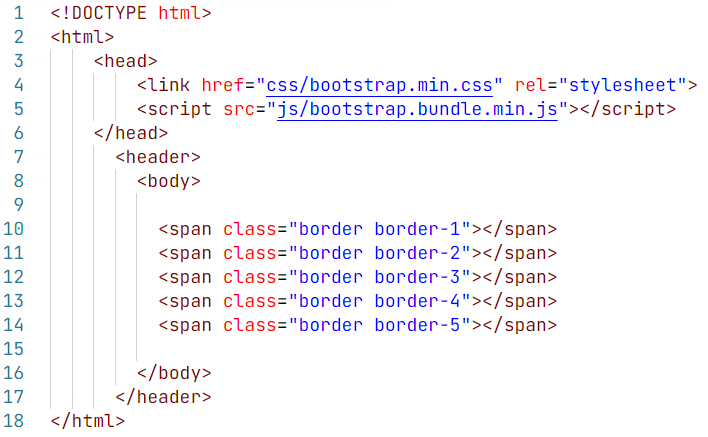 1 <!DOCTYPE html>
2 <html>
3     <head>
4         <link href="css/bootstrap.min.css" rel="stylesheet">
5         <script src="js/bootstrap.bundle.min.js"></script>
6     </head>
7       <header>
8         <body>
9
10           <span class="border border-1"></span>
11           <span class="border border-2"></span>
12           <span class="border border-3"></span>
13           <span class="border border-4"></span>
14           <span class="border border-5"></span>
15
16         </body>
17       </header>
18 </html>